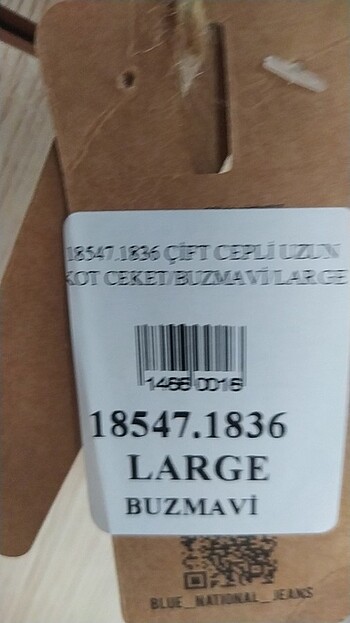 18547.1836 ÇİFT CEPLİ UZUN
KOT CEKET/BUZMAVİ LARGE
1466 0016
18547.1836
LARGE
BUZMAVİ
BLUE_NATIONAL_JEANS